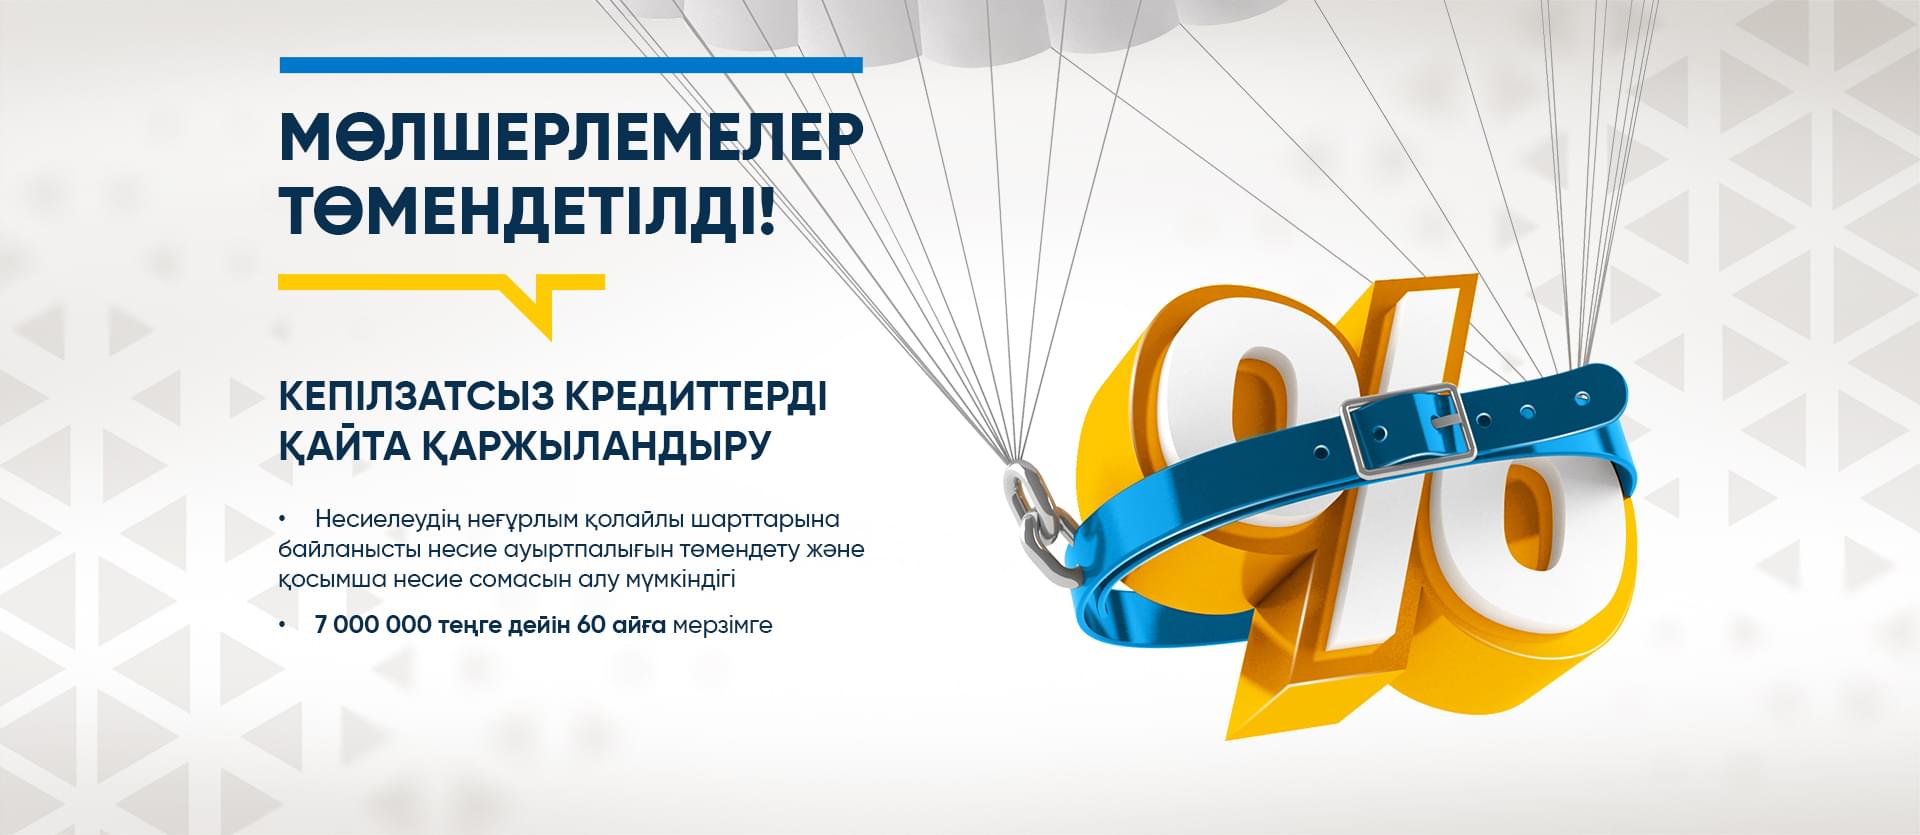 МӨЛШЕРЛЕМЕЛЕР
ТӨМЕНДЕТІЛДІ!
КЕПІЛЗАТСЫЗ КРЕДИТТЕРДІ
ҚАЙТА ҚАРЖЫЛАНДЫРУ
• Несиелеудің неғұрлым қолайлы шарттарына
байланысты несие ауыртпалығын төмендету және
қосымша несие сомасын алу мүмкіндігі
• 7 000 000 теңге дейін 60 айға мерзімге
%